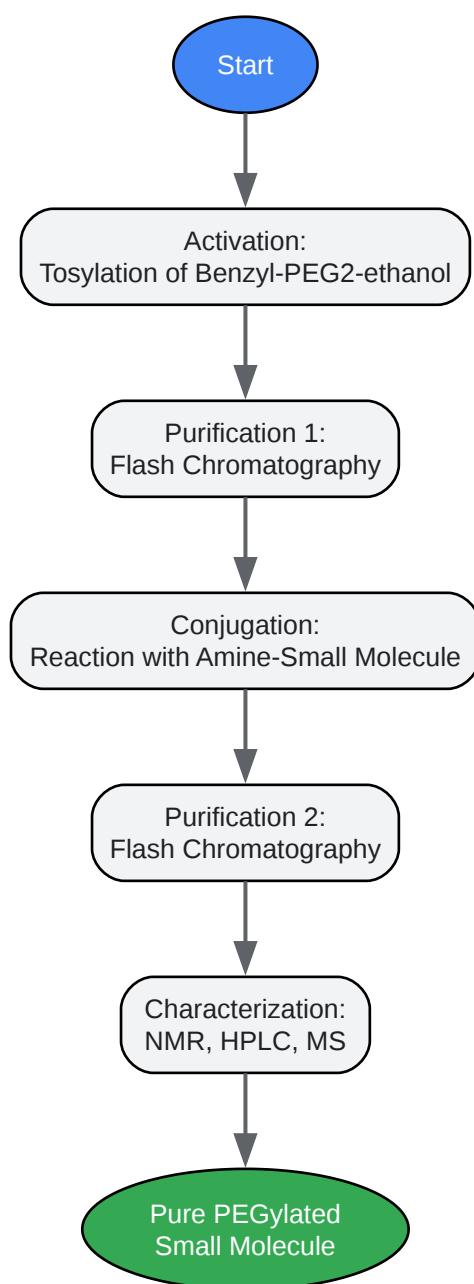 Start
Activation:
Tosylation of Benzyl-PEG2-ethanol
Purification 1:
Flash Chromatography
Conjugation:
Reaction with Amine-Small Molecule
Purification 2:
Flash Chromatography
Characterization:
NMR, HPLC, MS
Pure PEGylated
Small Molecule